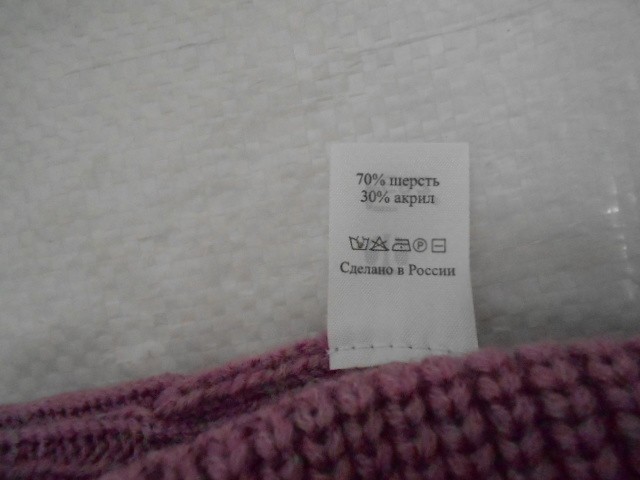 70% шерсть
30% акрил
Сделано в России